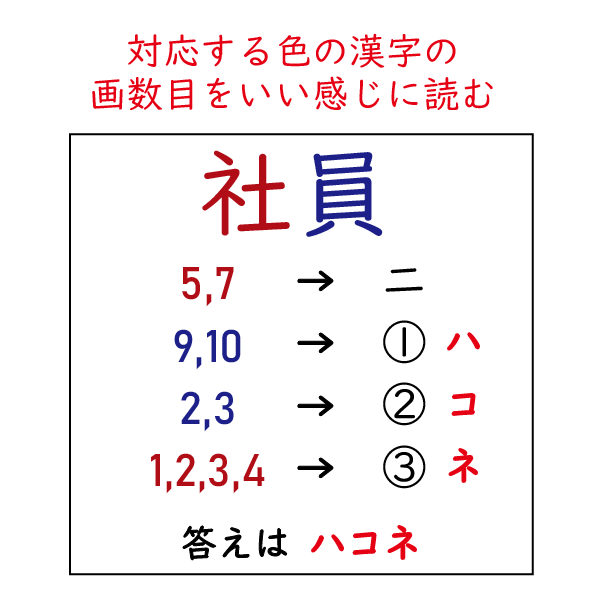 対応する色の漢字の
画数目をいい感じに読む
社員
5,7 → ニ
9,10 → ① ハ
2,3 → ② コ
1,2,3,4 → ③ ネ
答えは ハコネ